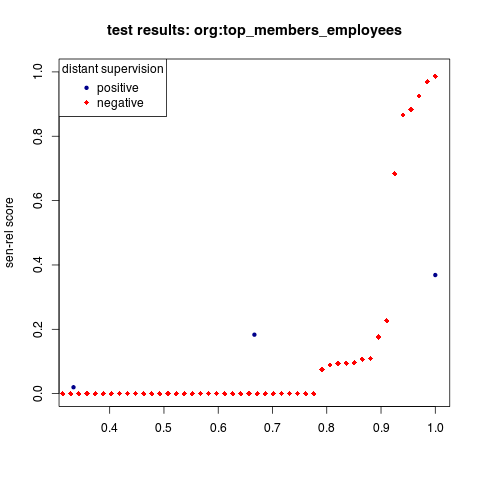 test results: org:top_members_employees
distant supervision
positive
negative
sen-rel score
1.0
0.8
0.6
0.4
0.2
0.0
0.4 0.5 0.6 0.7 0.8 0.9 1.0